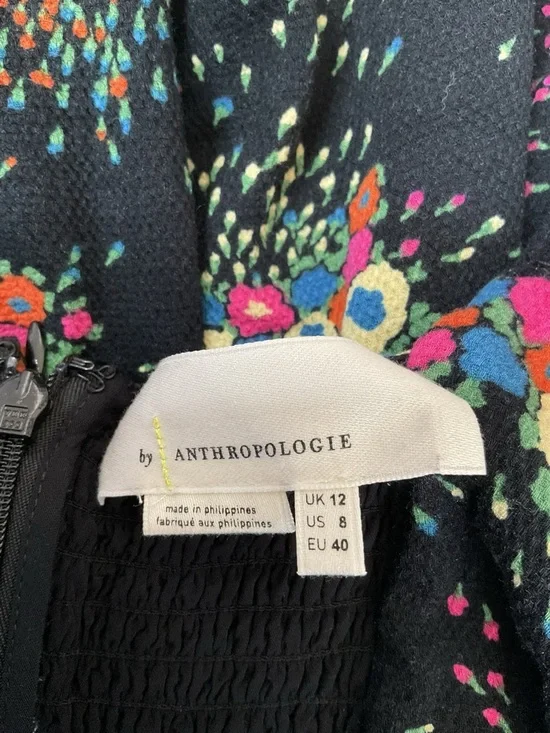 by ANTHROPOLOGIE
made in philippines
fabriqué aux philippines
UK 12
US 8
EU 40